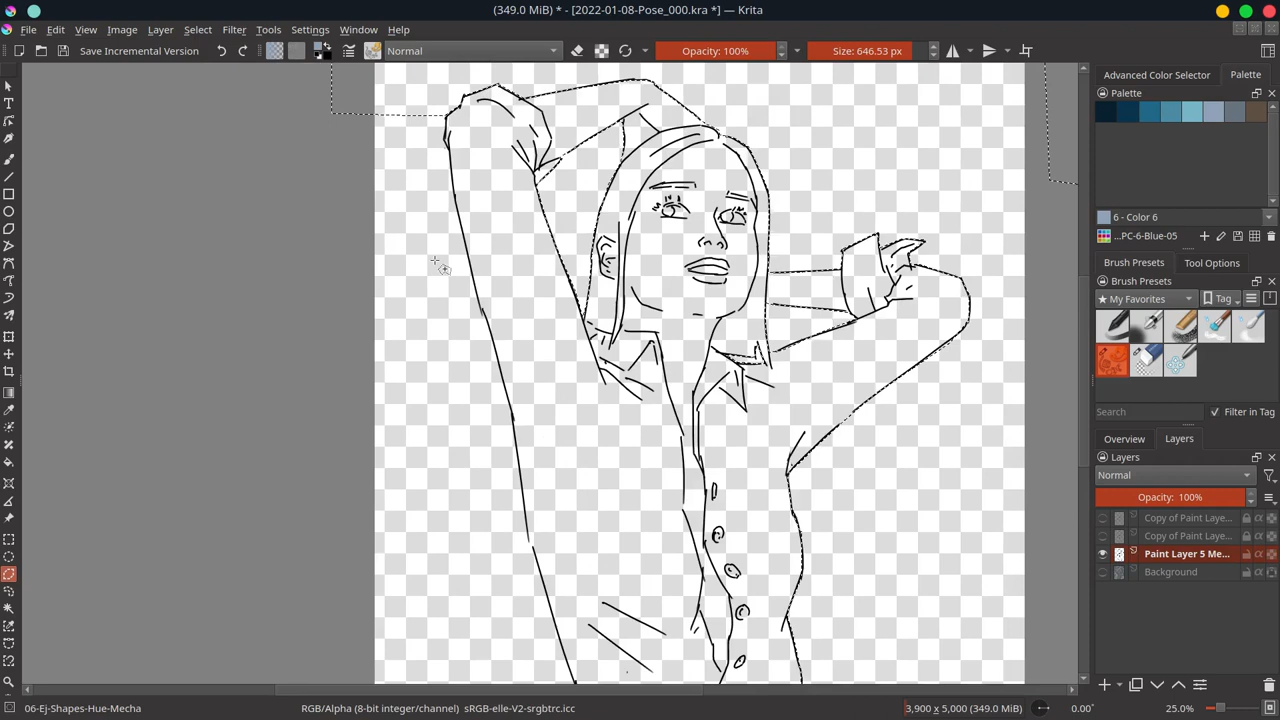 (349.0 MiB) * - [2022-01-08-Pose_000.kra *] — Krita
File Edit View Image Layer Select Filter Tools Settings Window Help
Save Incremental Version
Normal
Opacity: 100%
Size: 646.53 px
Advanced Color Selector
Palette
Palette
6 - Color 6
...PC-6-Blue-05
Brush Presets
Tool Options
Brush Presets
★ My Favorites
Tag
Search
Filter in Tag
Overview
Layers
Layers
Normal
Opacity: 100%
Copy of Paint Laye...
Copy of Paint Laye...
Paint Layer 5 Me...
Background
06-Ej-Shapes-Hue-Mecha
RGB/Alpha (8-bit integer/channel) sRGB-elle-V2-srgbtrc.icc
3,900 x 5,000 (349.0 MiB)
0.00°
25.0%